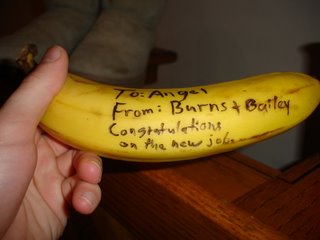 To: Angel
From: Burns & Bailey
Congratulations
on the new job.